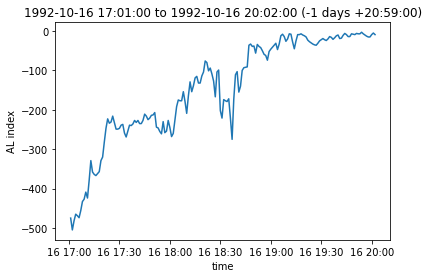 1992-10-16 17:01:00 to 1992-10-16 20:02:00 (-1 days +20:59:00)
0
−100
−200
−300
−400
−500
AL index
16 17:00 16 17:30 16 18:00 16 18:30 16 19:00 16 19:30 16 20:00
time